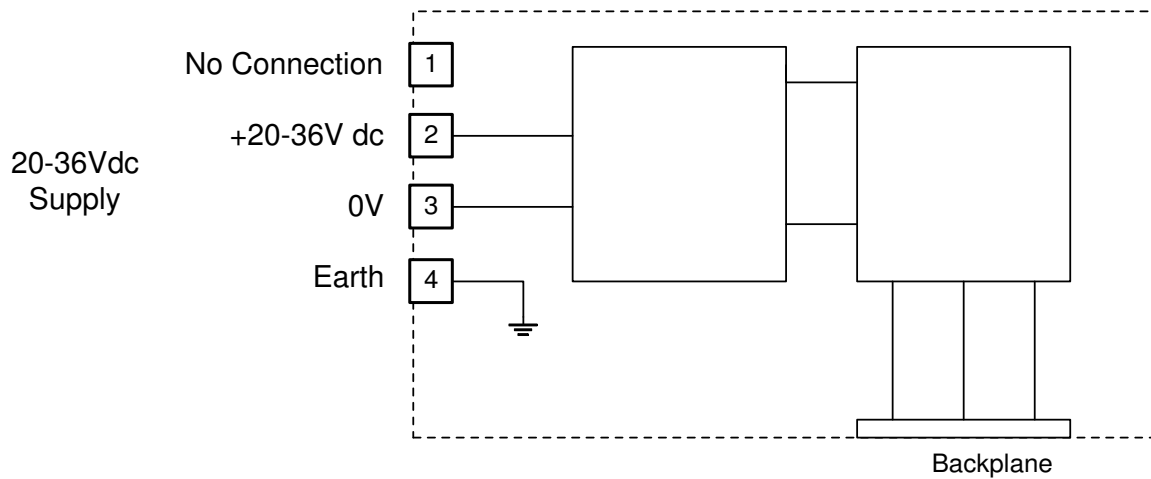 No Connection 1
+20-36V dc 2
20-36Vdc
Supply
0V 3
Earth 4
Backplane